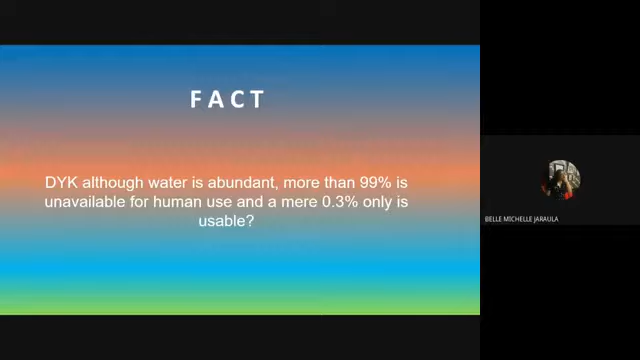 FACT
DYK although water is abundant, more than 99% is
unavailable for human use and a mere 0.3% only is
usable?
BELLE MICHELLE JARAULA